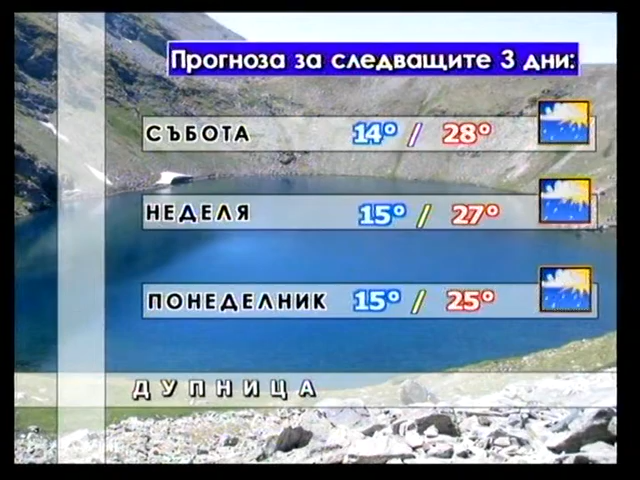 Прогноза за следващите 3 дни:
СЪБОТА 14° / 28°
НЕДЕЛЯ 15° / 27°
ПОНЕДЕЛНИК 15° / 25°
ДУПНИЦА